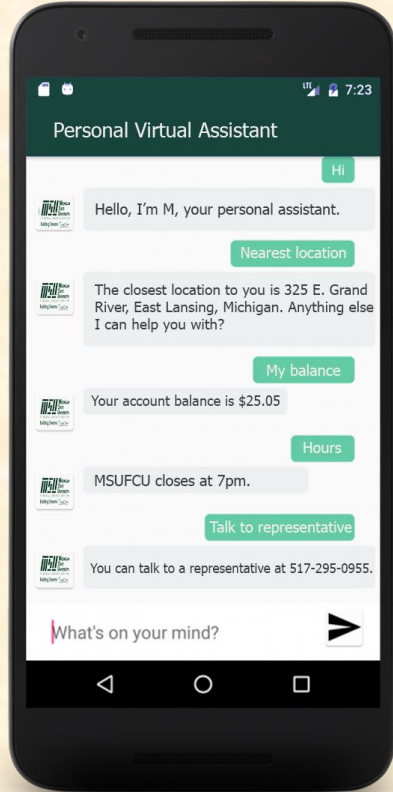 LTE 7:23
Personal Virtual Assistant
Hi
Hello, I'm M, your personal assistant.
Nearest location
The closest location to you is 325 E. Grand
River, East Lansing, Michigan. Anything else
I can help you with?
My balance
Your account balance is $25.05
Hours
MSUFCU closes at 7pm.
Talk to representative
You can talk to a representative at 517-295-0955.
What's on your mind?